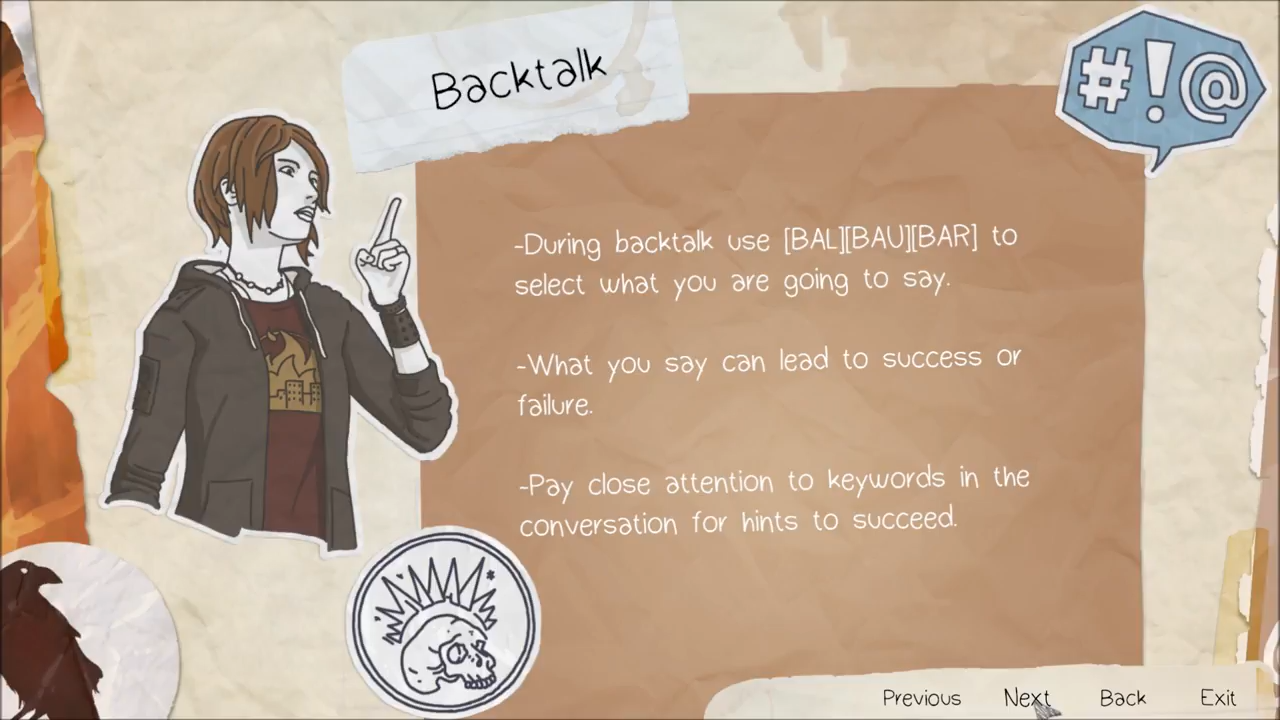 Backtalk
#!@
-During backtalk use [BAL][BAU][BAR] to
select what you are going to say.
-What you say can lead to success or
failure.
-Pay close attention to keywords in the
conversation for hints to succeed.
Previous Next Back Exit